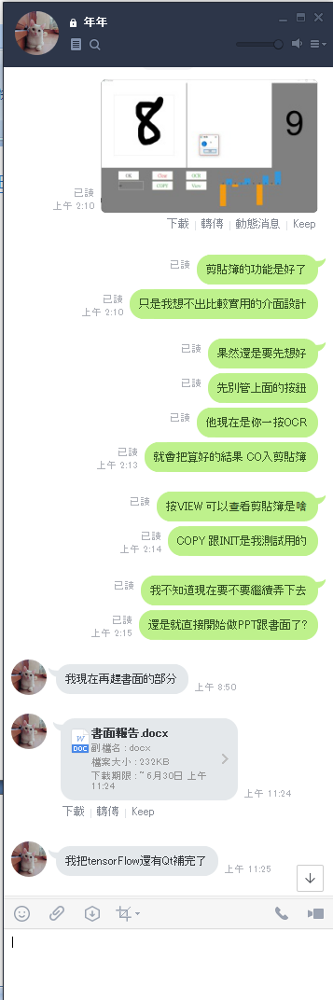 年年
8
9
OK
Clear
OCR
COPY
View
已讀
上午 2:10
下載 | 轉傳 | 動態消息 | Keep
已讀
剪貼簿的功能是好了
已讀
上午 2:10
只是我想不出比較實用的介面設計
已讀
果然還是要先想好
已讀
先別管上面的按鈕
已讀
他現在是你一按OCR
已讀
上午 2:13
就會把算好的結果 CO入剪貼簿
已讀
按VIEW 可以查看剪貼簿是啥
已讀
上午 2:14
COPY 跟INIT是我測試用的
已讀
我不知道現在要不要繼續弄下去
已讀
上午 2:15
還是就直接開始做PPT跟書面了?
我現在再趕書面的部分
上午 8:50
W
DOC
書面報告.docx
副檔名 : docx
檔案大小 : 232KB
下載期限 : ~ 6月30日 上午
11:24
上午 11:24
下載 | 轉傳 | Keep
我把tensorFlow還有Qt補完了
上午 11:25